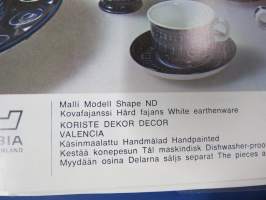 Malli Modell Shape ND
Kovafajanssi Hård fajans White earthenware
KORISTE DEKOR DECOR
VALENCIA
Käsinmaalattu Handmålad Handpainted
BIA
Kestää konepesun Tål maskindisk Dishwasher-proof
Myydään osina Delarna säljs separat The pieces a